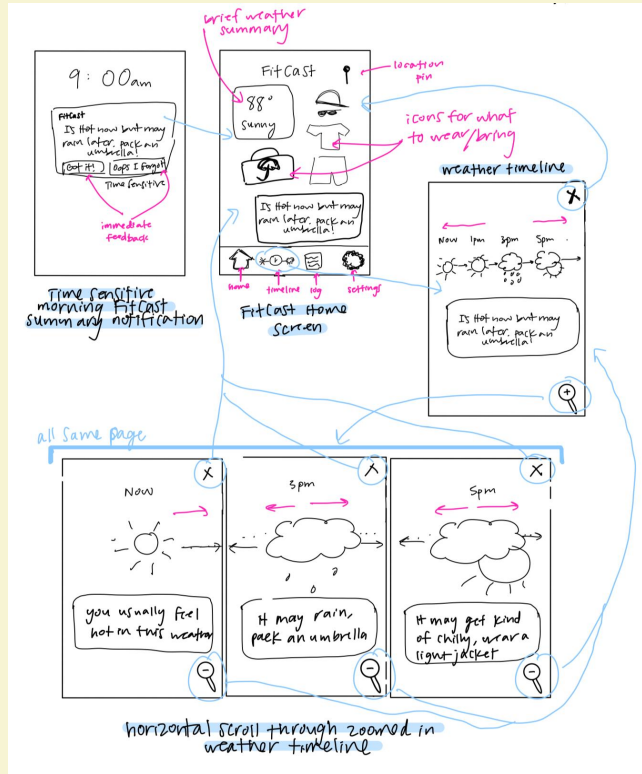 brief weather
summary
9:00am
FitCast
Is Hot now but may
rain later. pack an
umbrella!
Got it!
Oops I forgot
Time Sensitive
immediate
feedback
Time Sensitive
morning FitCast
summary notification
FitCast
location
pin
88°
Sunny
icons for what
to wear/bring
Is Hot now but may
rain later. pack an
umbrella!
home
timeline
log
settings
FitCast Home
Screen
weather timeline
X
Now 1pm 3pm 5pm
Is Hot now but may
rain later. pack an
umbrella!
all same page
X
Now
you usually feel
hot in this weather
X
3pm
It may rain,
pack an umbrella
X
5pm
It may get kind
of chilly, wear a
light jacket
horizontal scroll through zoomed in
weather timeline